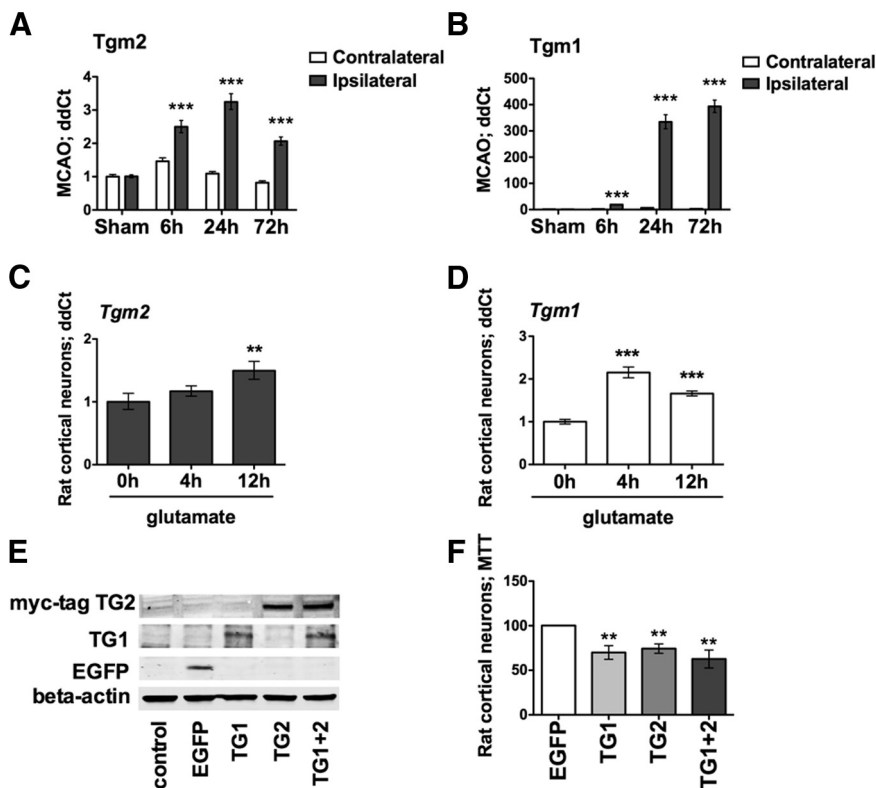 A
Tgm2
Contralateral
Ipsilateral
MCAO; ddCt
4
3
2
1
0
***
***
***
Sham 6h 24h 72h
B
Tgm1
Contralateral
Ipsilateral
MCAO; ddCt
500
400
300
200
100
0
***
***
***
Sham 6h 24h 72h
C
Tgm2
Rat cortical neurons; ddCt
2
1
0
**
0h 4h 12h
glutamate
D
Tgm1
Rat cortical neurons; ddCt
3
2
1
0
***
***
0h 4h 12h
glutamate
E
myc-tag TG2
TG1
EGFP
beta-actin
control
EGFP
TG1
TG2
TG1+2
F
Rat cortical neurons; MTT
150
100
50
0
**
**
**
EGFP
TG1
TG2
TG1+2